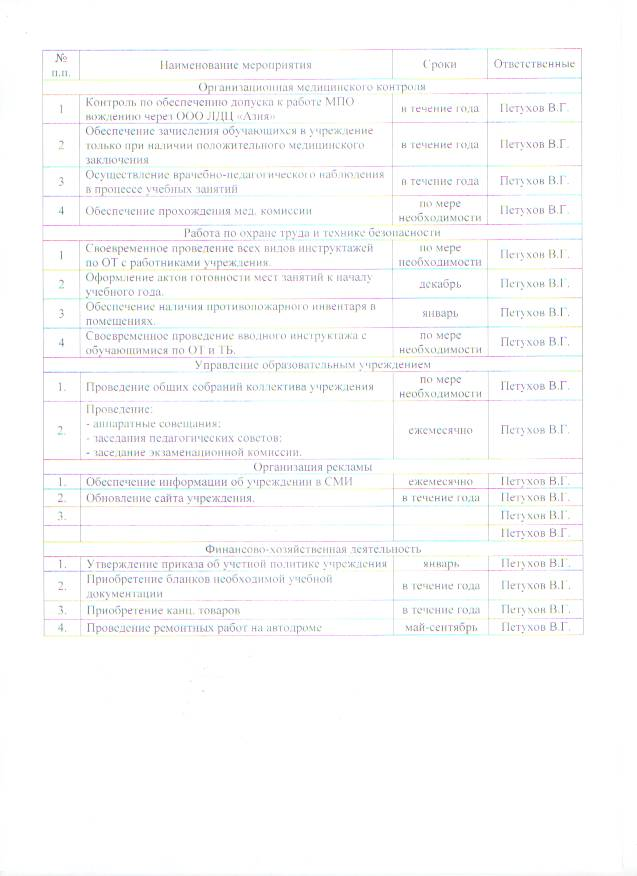 №
п.п.
Наименование мероприятия
Сроки
Ответственные
Организационная медицинского контроля
1
Контроль по обеспечению допуска к работе МПО
вождению через ООО ЛДЦ «Азия»
в течение года
Петухов В.Г.
2
Обеспечение зачисления обучающихся в учреждение
только при наличии положительного медицинского
заключения
в течение года
Петухов В.Г.
3
Осуществление врачебно-педагогического наблюдения
в процессе учебных занятий
в течение года
Петухов В.Г.
4
Обеспечение прохождения мед. комиссии
по мере
необходимости
Петухов В.Г.
Работа по охране труда и технике безопасности
1
Своевременное проведение всех видов инструктажей
по ОТ с работниками учреждения.
по мере
необходимости
Петухов В.Г.
2
Оформление актов готовности мест занятий к началу
учебного года.
декабрь
Петухов В.Г.
3
Обеспечение наличия противопожарного инвентаря в
помещениях.
январь
Петухов В.Г.
4
Своевременное проведение вводного инструктажа с
обучающимися по ОТ и ТБ.
по мере
необходимости
Петухов В.Г.
Управление образовательным учреждением
1.
Проведение общих собраний коллектива учреждения
по мере
необходимости
Петухов В.Г.
2.
Проведение:
- аппаратные совещания;
- заседания педагогических советов;
- заседание экзаменационной комиссии.
ежемесячно
Петухов В.Г.
Организация рекламы
1.
Обеспечение информации об учреждении в СМИ
ежемесячно
Петухов В.Г.
2.
Обновление сайта учреждения.
в течение года
Петухов В.Г.
3.
Петухов В.Г.
Петухов В.Г.
Финансово-хозяйственная деятельность
1.
Утверждение приказа об учетной политике учреждения
январь
Петухов В.Г.
2.
Приобретение бланков необходимой учебной
документации
в течение года
Петухов В.Г.
3.
Приобретение канц. товаров
в течение года
Петухов В.Г.
4.
Проведение ремонтных работ на автодроме
май-сентябрь
Петухов В.Г.